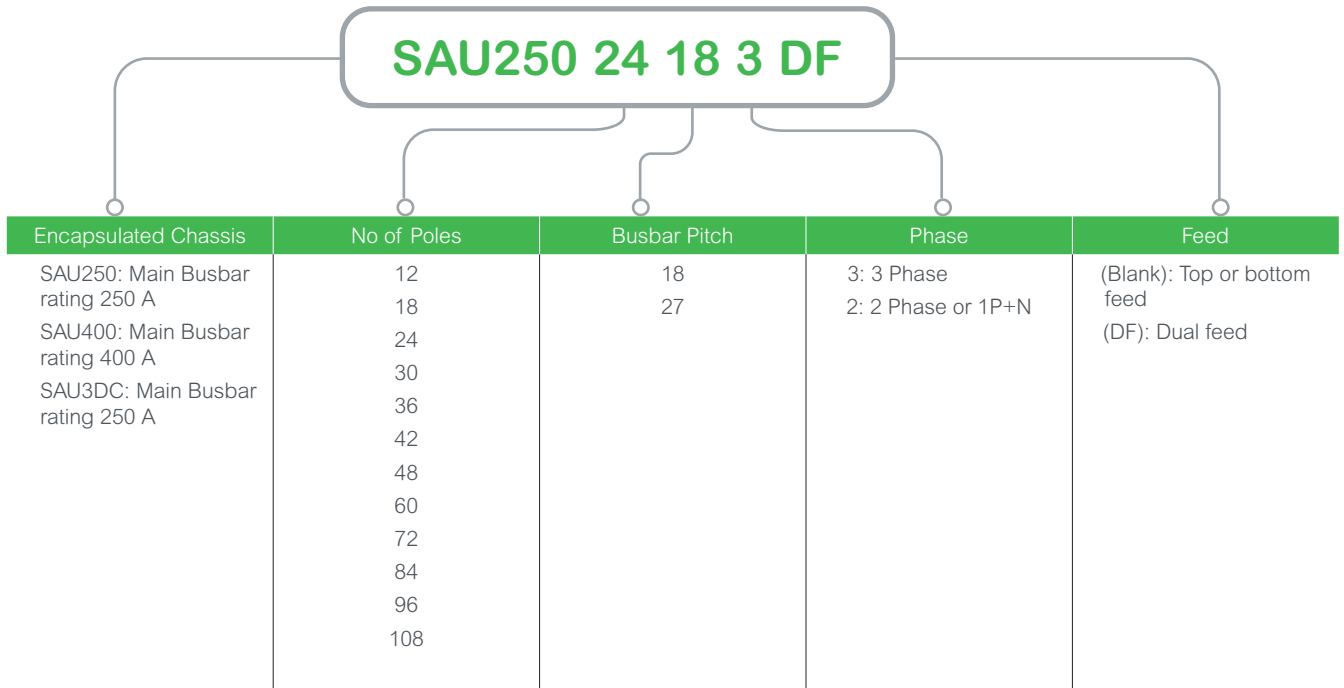 SAU250 24 18 3 DF
Encapsulated Chassis
No of Poles
Busbar Pitch
Phase
Feed
SAU250: Main Busbar
rating 250 A
SAU400: Main Busbar
rating 400 A
SAU3DC: Main Busbar
rating 250 A
12
18
24
30
36
42
48
60
72
84
96
108
18
27
3: 3 Phase
2: 2 Phase or 1P+N
(Blank): Top or bottom
feed
(DF): Dual feed